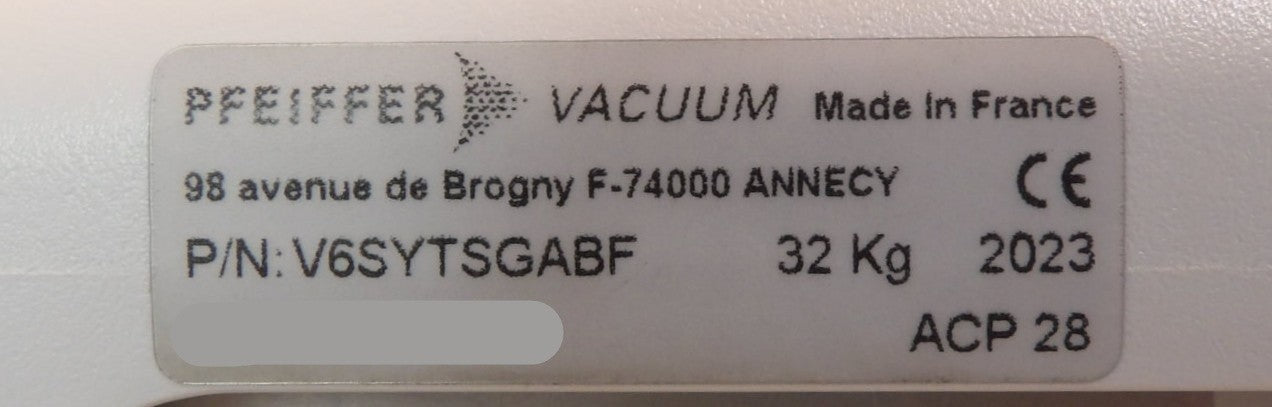 PFEIFFER VACUUM Made in France
98 avenue de Brogny F-74000 ANNECY CE
P/N: V6SYTSGABF 32 Kg 2023
ACP 28